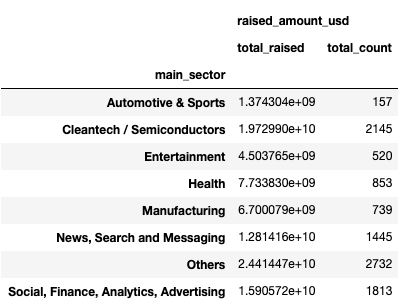 raised_amount_usd
total_raised total_count
main_sector
Automotive & Sports 1.374304e+09 157
Cleantech / Semiconductors 1.972990e+10 2145
Entertainment 4.503765e+09 520
Health 7.733830e+09 853
Manufacturing 6.700079e+09 739
News, Search and Messaging 1.281416e+10 1445
Others 2.441447e+10 2732
Social, Finance, Analytics, Advertising 1.590572e+10 1813